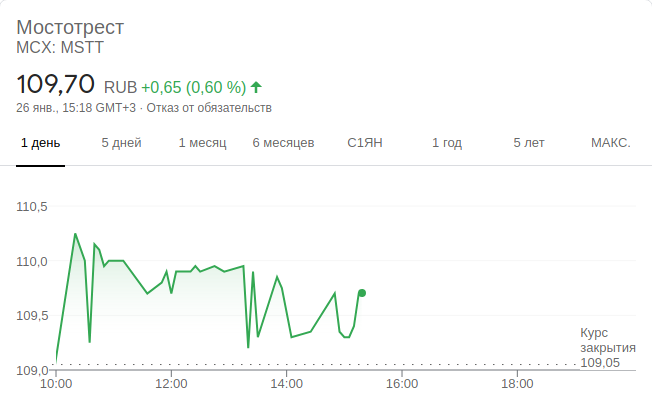 Мостотрест
MCX: MSTT
109,70 RUB +0,65 (0,60 %)
26 янв., 15:18 GMT+3 · Отказ от обязательств
1 день 5 дней 1 месяц 6 месяцев С1ЯН 1 год 5 лет МАКС.
110,5
110,0
109,5
Курс
закрытия
109,05
109,0
10:00 12:00 14:00 16:00 18:00